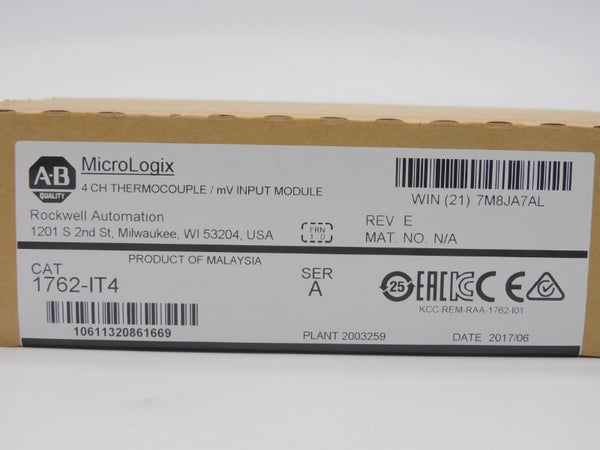 A-B
QUALITY
MicroLogix
4 CH THERMOCOUPLE / mV INPUT MODULE
WIN (21) 7M8JA7AL
Rockwell Automation
1201 S 2nd St, Milwaukee, WI 53204, USA
FRN
1.0
REV E
MAT. NO. N/A
PRODUCT OF MALAYSIA
CAT
1762-IT4
SER
A
25
EAC
KC
CE
KCC-REM-RAA-1762-I01
10611320861669
PLANT 2003259
DATE 2017/06